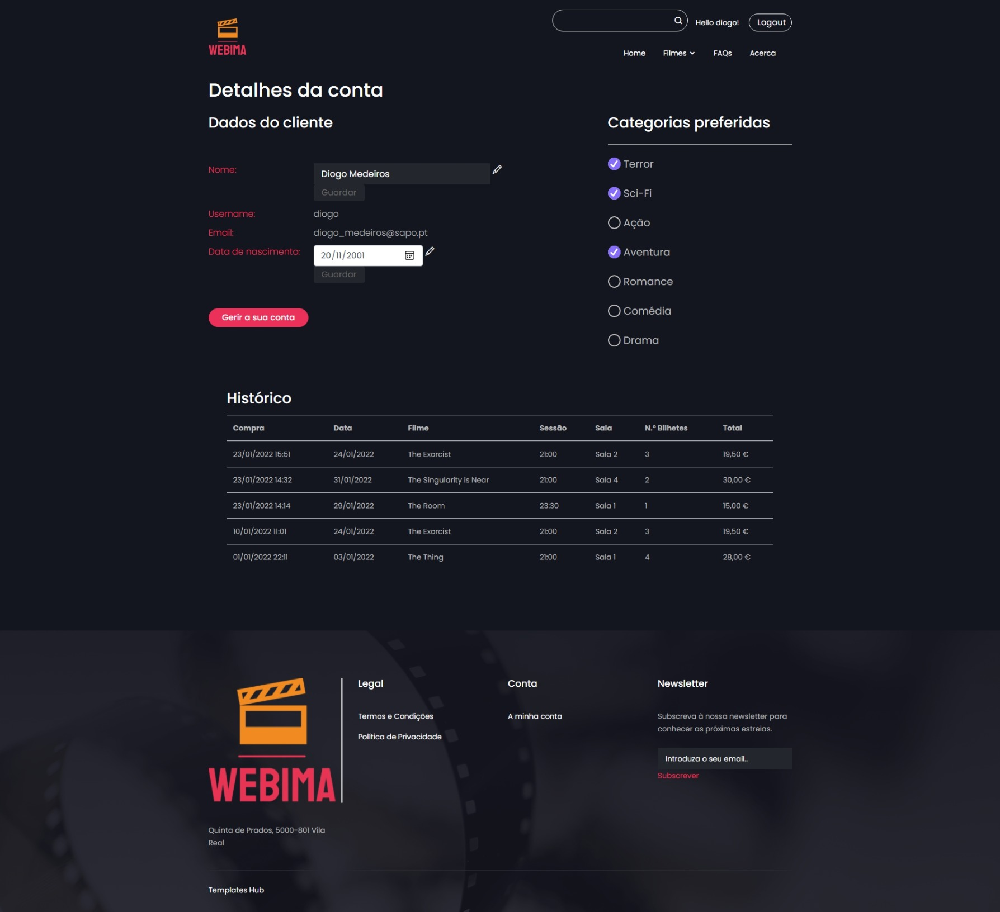 WEBIMA
Hello diogo!
Logout
Home
Filmes
FAQs
Acerca
Detalhes da conta
Dados do cliente
Nome:
Diogo Medeiros
Guardar
Username:
diogo
Email:
diogo_medeiros@sapo.pt
Data de nascimento:
20/11/2001
Guardar
Gerir a sua conta
Categorias preferidas
Terror
Sci-Fi
Ação
Aventura
Romance
Comédia
Drama
Histórico
Compra Data Filme Sessão Sala N.º Bilhetes Total
23/01/2022 15:51 24/01/2022 The Exorcist 21:00 Sala 2 3 19,50 €
23/01/2022 14:32 31/01/2022 The Singularity is Near 21:00 Sala 4 2 30,00 €
23/01/2022 14:14 29/01/2022 The Room 23:30 Sala 1 1 15,00 €
10/01/2022 11:01 24/01/2022 The Exorcist 21:00 Sala 2 3 19,50 €
01/01/2022 22:11 03/01/2022 The Thing 21:00 Sala 1 4 28,00 €
WEBIMA
Quinta de Prados, 5000-801 Vila
Real
Legal
Termos e Condições
Política de Privacidade
Conta
A minha conta
Newsletter
Subscreva à nossa newsletter para
conhecer as próximas estreias.
Introduza o seu email..
Subscrever
Templates Hub